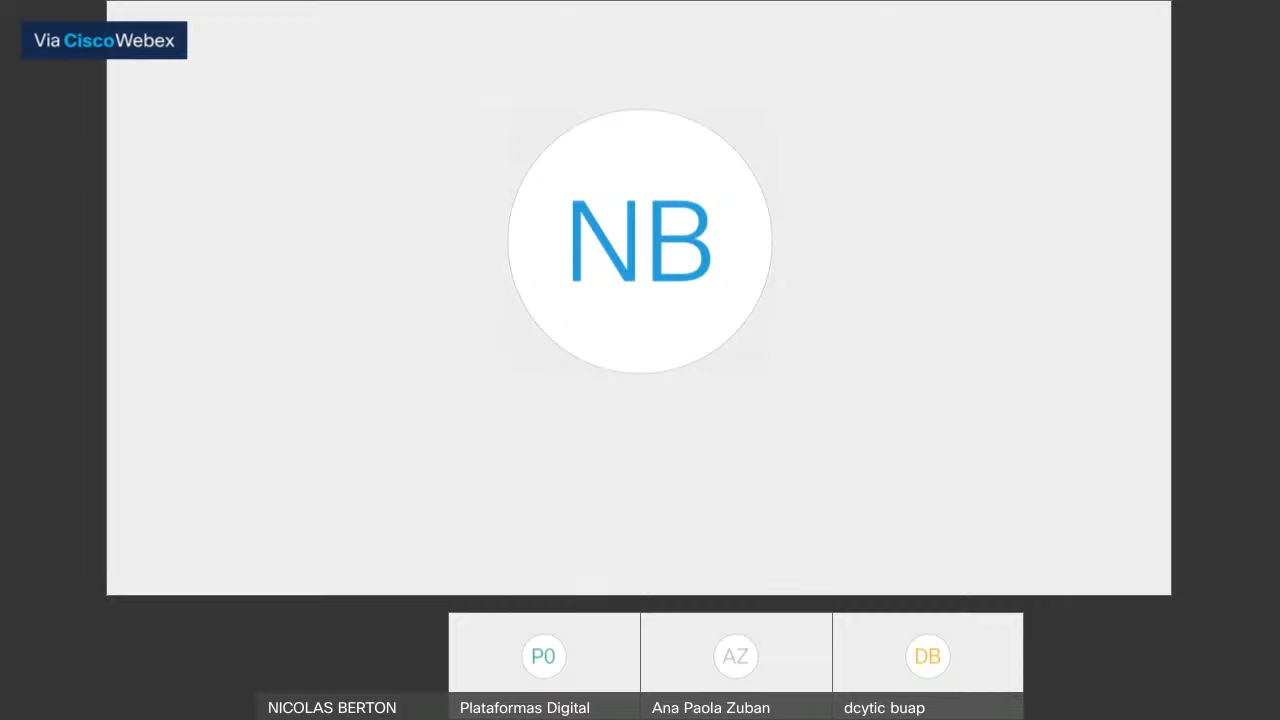 Via CiscoWebex
NB
P0
AZ
DB
NICOLAS BERTON
Plataformas Digital
Ana Paola Zuban
dcytic buap